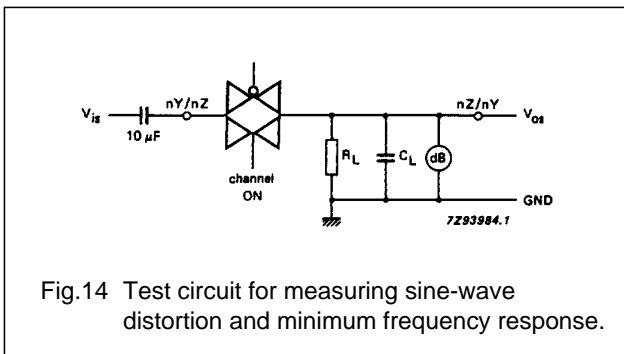 V_is
10 μF
nY/nZ
channel
ON
R_L
C_L
dB
nZ/nY
V_os
GND
7Z93984.1
Fig.14 Test circuit for measuring sine-wave
distortion and minimum frequency response.